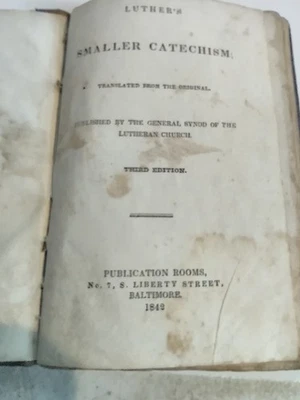 LUTHER'S
SMALLER CATECHISM;
TRANSLATED FROM THE ORIGINAL.
PUBLISHED BY THE GENERAL SYNOD OF THE
LUTHERAN CHURCH.
THIRD EDITION.
PUBLICATION ROOMS,
No. 7, S. LIBERTY STREET,
BALTIMORE.
1842